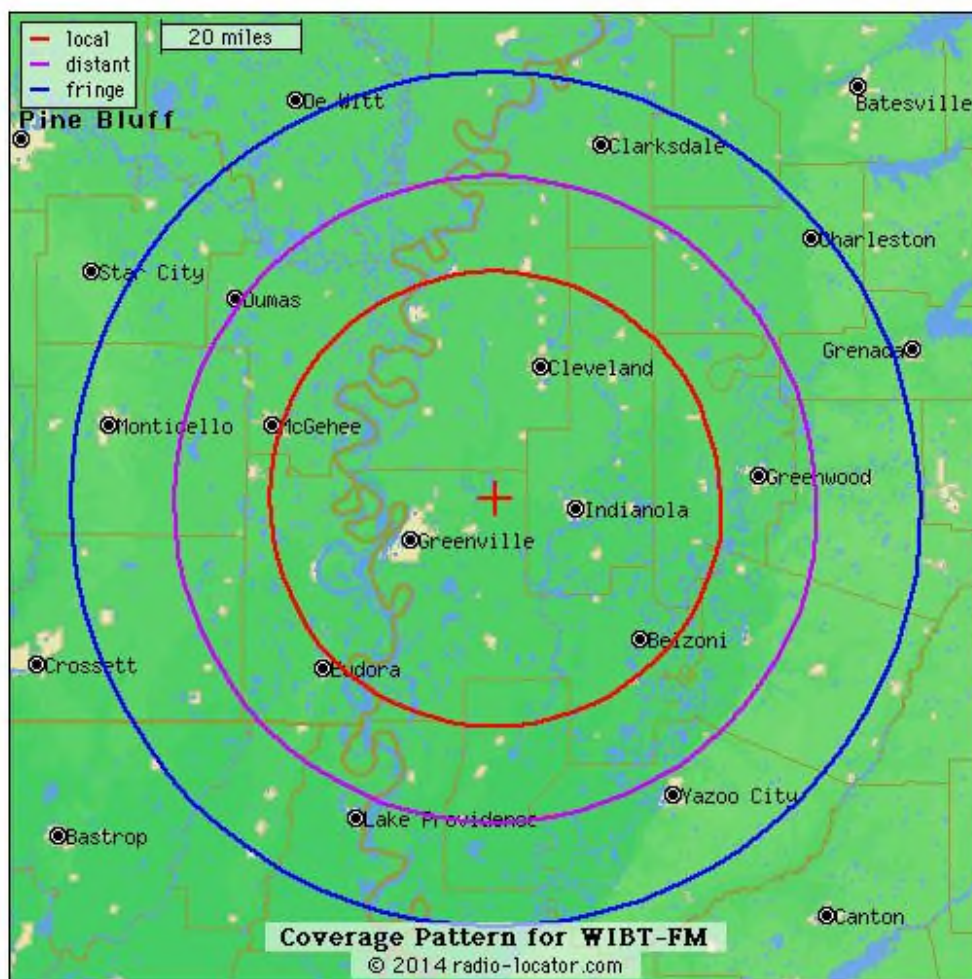 local
20 miles
distant
fringe
De Witt
Batesville
Pine Bluff
Clarksdale
Charleston
Star City
Dumas
Grenada
Cleveland
Monticello
McGehee
Greenwood
Indianola
Greenville
Belzoni
Crossett
Eudora
Yazoo City
Lake Providence
Bastrop
Canton
Coverage Pattern for WIBT-FM
© 2014 radio-locator.com